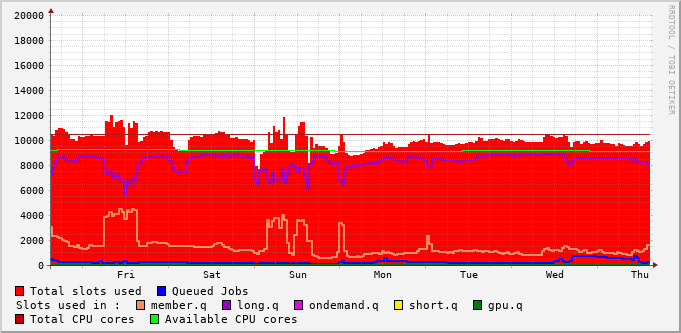 20000
18000
16000
14000
12000
10000
8000
6000
4000
2000
0
Fri Sat Sun Mon Tue Wed Thu
RRDTOOL / TOBI OETIKER
Total slots used Queued Jobs
Slots used in : member.q long.q ondemand.q short.q gpu.q
Total CPU cores Available CPU cores